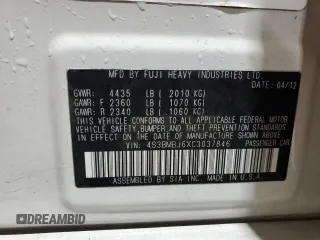 MFD BY FUJI HEAVY INDUSTRIES LTD.
04/12
GVWR: 4435 LB ( 2010 KG)
GAWR: F 2360 LB ( 1070 KG)
GAWR: R 2340 LB ( 1060 KG)
THIS VEHICLE CONFORMS TO ALL APPLICABLE FEDERAL MOTOR
VEHICLE SAFETY, BUMPER AND THEFT PREVENTION STANDARDS
IN EFFECT ON THE DATE OF MANUFACTURE SHOWN ABOVE.
VIN: 4S3BMBJ6XC3037846 PASSENGER CAR
ASSEMBLED BY SIA INC. MADE IN U.S.A.
DREAMBID